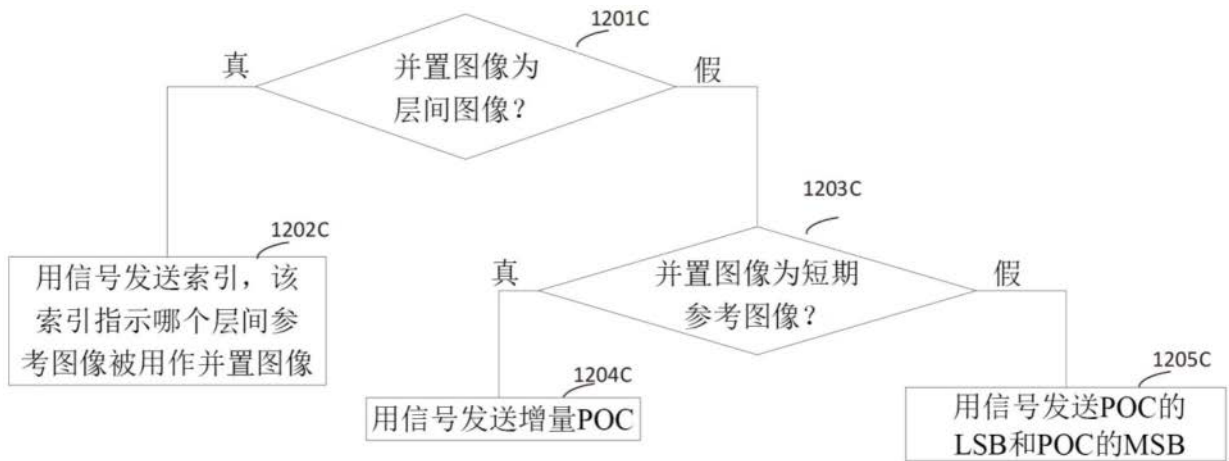 1201C
真
并置图像为
层间图像？
假
1203C
1202C
用信号发送索引，该
索引指示哪个层间参
考图像被用作并置图像
真
并置图像为短期
参考图像？
假
1204C
用信号发送增量POC
1205C
用信号发送POC的
LSB和POC的MSB